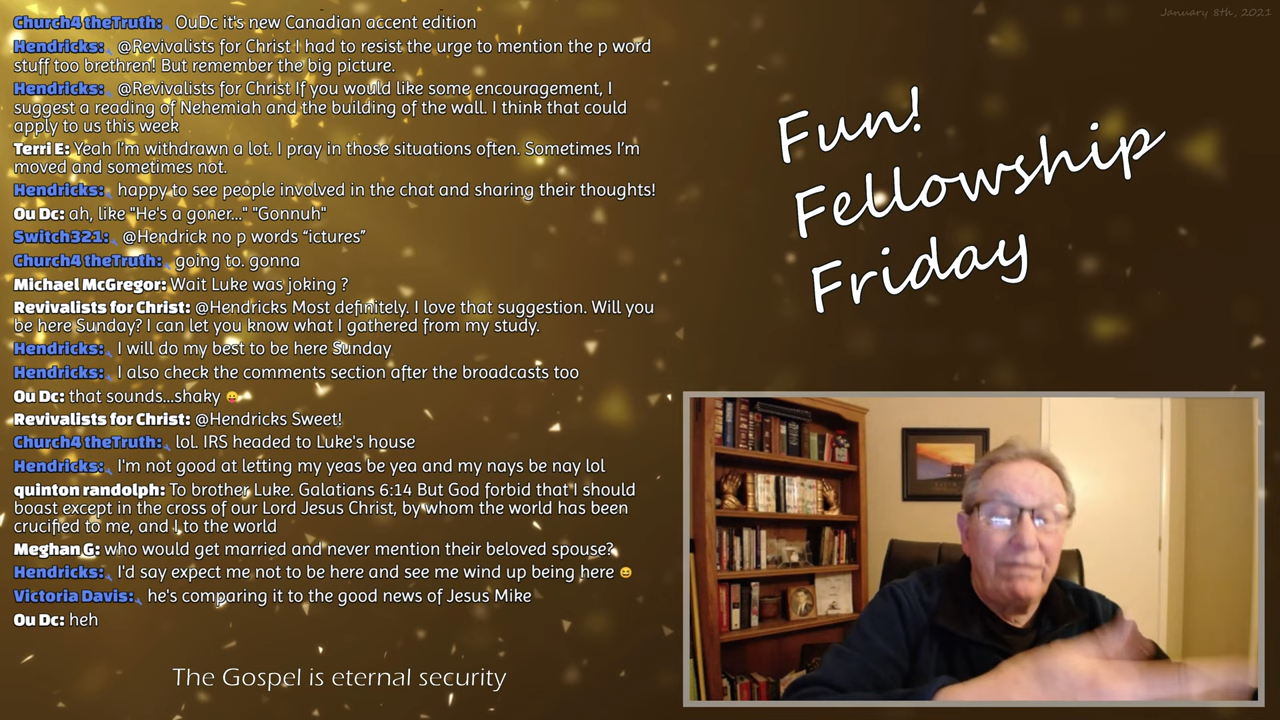 Church4 theTruth: OuDc it's new Canadian accent edition
Hendricks: @Revivalists for Christ I had to resist the urge to mention the p word
stuff too brethren! But remember the big picture.
Hendricks: @Revivalists for Christ If you would like some encouragement, I
suggest a reading of Nehemiah and the building of the wall. I think that could
apply to us this week
Terri E: Yeah I'm withdrawn a lot. I pray in those situations often. Sometimes I'm
moved and sometimes not.
Hendricks: happy to see people involved in the chat and sharing their thoughts!
Ou Dc: ah, like "He's a goner..." "Gonnuh"
Switch321: @Hendrick no p words “ictures”
Church4 theTruth: going to. gonna
Michael McGregor: Wait Luke was joking ?
Revivalists for Christ: @Hendricks Most definitely. I love that suggestion. Will you
be here Sunday? I can let you know what I gathered from my study.
Hendricks: I will do my best to be here Sunday
Hendricks: I also check the comments section after the broadcasts too
Ou Dc: that sounds...shaky 😛
Revivalists for Christ: @Hendricks Sweet!
Church4 theTruth: lol. IRS headed to Luke's house
Hendricks: I'm not good at letting my yeas be yea and my nays be nay lol
quinton randolph: To brother Luke. Galatians 6:14 But God forbid that I should
boast except in the cross of our Lord Jesus Christ, by whom the world has been
crucified to me, and I to the world
Meghan G: who would get married and never mention their beloved spouse?
Hendricks: I'd say expect me not to be here and see me wind up being here 😆
Victoria Davis: he's comparing it to the good news of Jesus Mike
Ou Dc: heh
The Gospel is eternal security
January 8th, 2021
Fun!
Fellowship
Friday